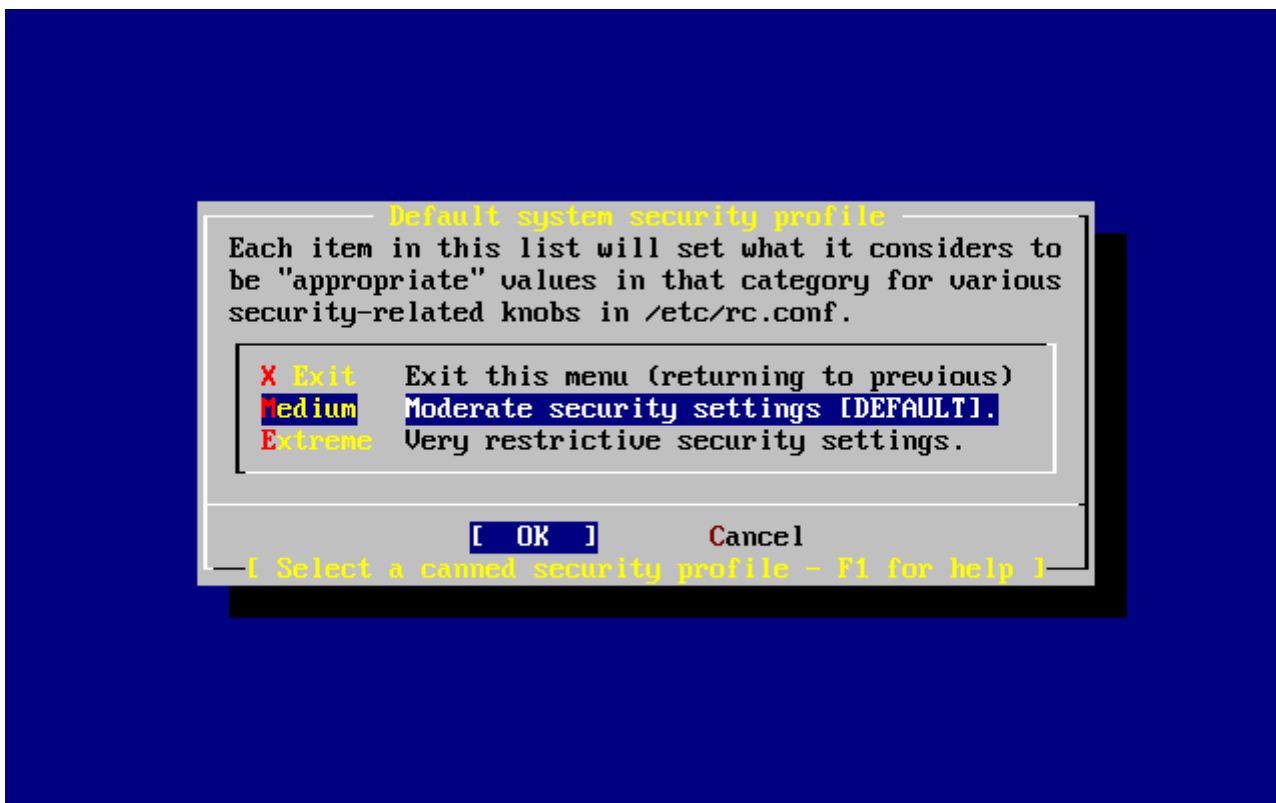 Default system security profile
Each item in this list will set what it considers to
be "appropriate" values in that category for various
security-related knobs in /etc/rc.conf.
X Exit Exit this menu (returning to previous)
Medium Moderate security settings [DEFAULT].
Extreme Very restrictive security settings.
[ OK ] Cancel
[ Select a canned security profile - F1 for help ]